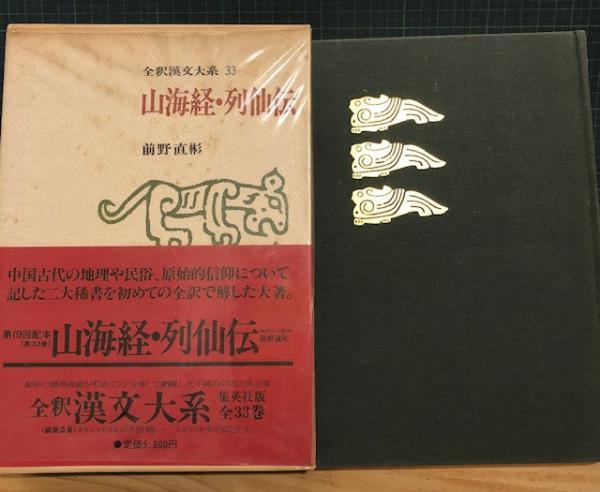 全釈漢文大系 33
山海経・列仙伝
前野直彬
中国古代の地理や民俗、原始的信仰について
記した二大稀書を初めての全訳で解した大著。
第19回配本
(第33巻)
山海経・列仙伝
前野直彬
全釈 漢文大系
集英社版
全33巻
●定価5,800円